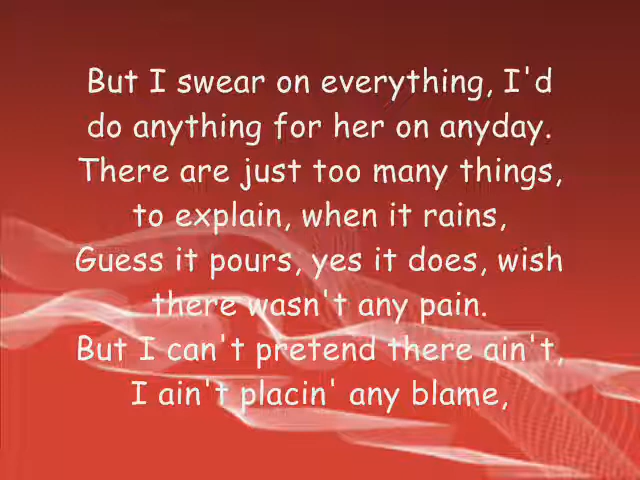 But I swear on everything, I'd
do anything for her on anyday.
There are just too many things,
to explain, when it rains,
Guess it pours, yes it does, wish
there wasn't any pain.
But I can't pretend there ain't,
I ain't placin' any blame,